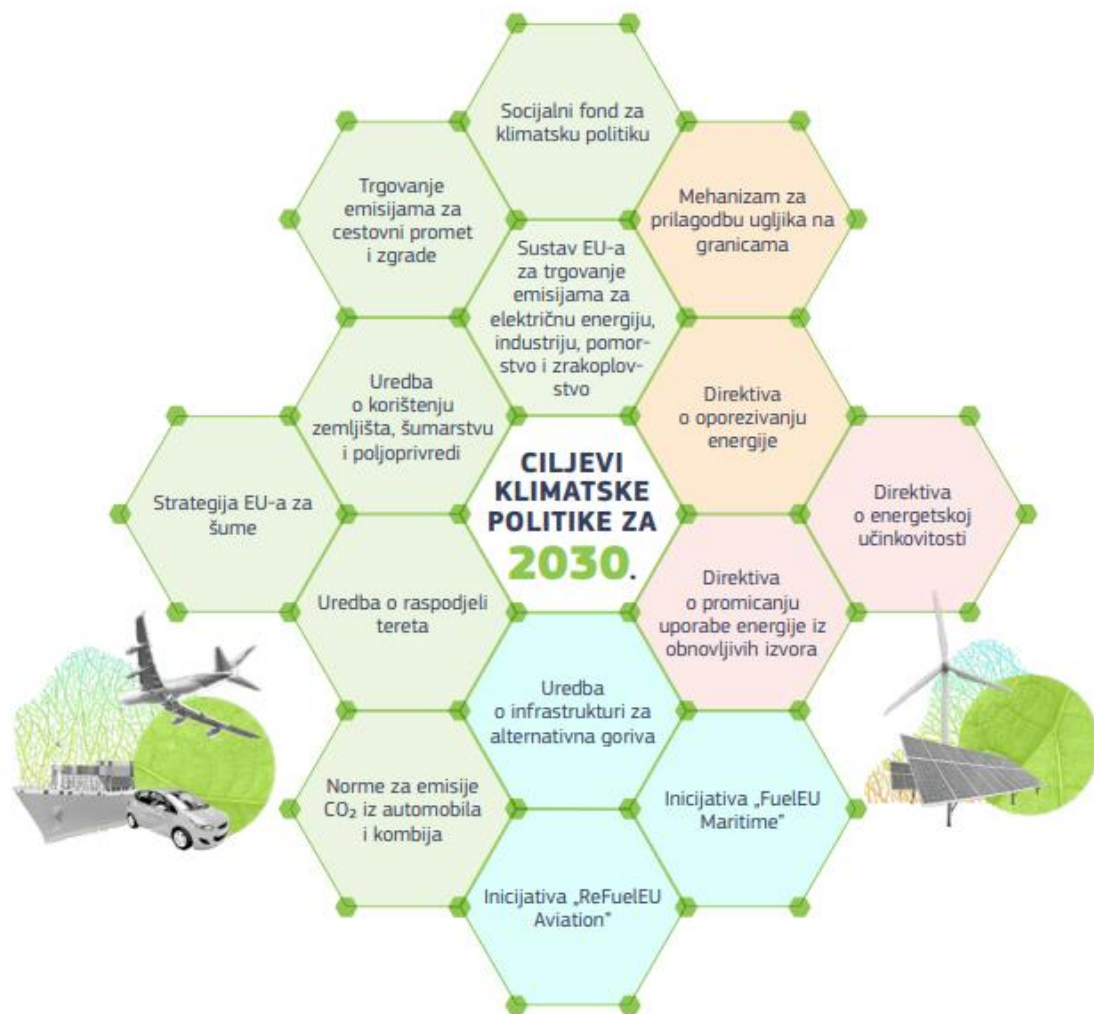 Socijalni fond za
klimatsku politiku
Trgovanje
emisijama za
cestovni promet
i zgrade
Mehanizam za
prilagodbu ugljika na
granicama
Sustav EU-a
za trgovanje
emisijama za
električnu energiju,
industriju, pomor-
stvo i zrakoplov-
stvo
Uredba
o korištenju
zemljišta, šumarstvu
i poljoprivredi
Direktiva
o oporezivanju
energije
Strategija EU-a za
šume
CILJEVI
KLIMATSKE
POLITIKE ZA
2030.
Direktiva
o energetskoj
učinkovitosti
Uredba o raspodjeli
tereta
Direktiva
o promicanju
uporabe energije iz
obnovljivih izvora
Uredba
o infrastrukturi za
alternativna goriva
Norme za emisije
CO₂ iz automobila
i kombija
Inicijativa „FuelEU
Maritime”
Inicijativa „ReFuelEU
Aviation”